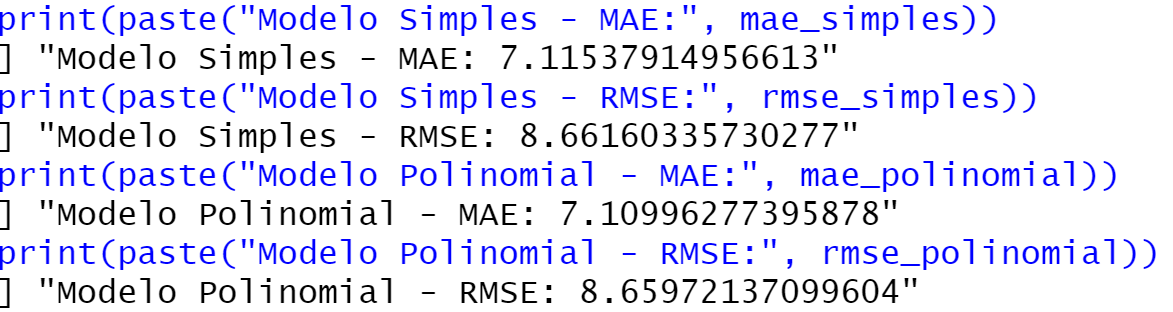 print(paste("Modelo Simples - MAE:", mae_simples))
] "Modelo Simples - MAE: 7.11537914956613"
print(paste("Modelo Simples - RMSE:", rmse_simples))
] "Modelo Simples - RMSE: 8.66160335730277"
print(paste("Modelo Polinomial - MAE:", mae_polinomial))
] "Modelo Polinomial - MAE: 7.10996277395878"
print(paste("Modelo Polinomial - RMSE:", rmse_polinomial))
] "Modelo Polinomial - RMSE: 8.65972137099604"